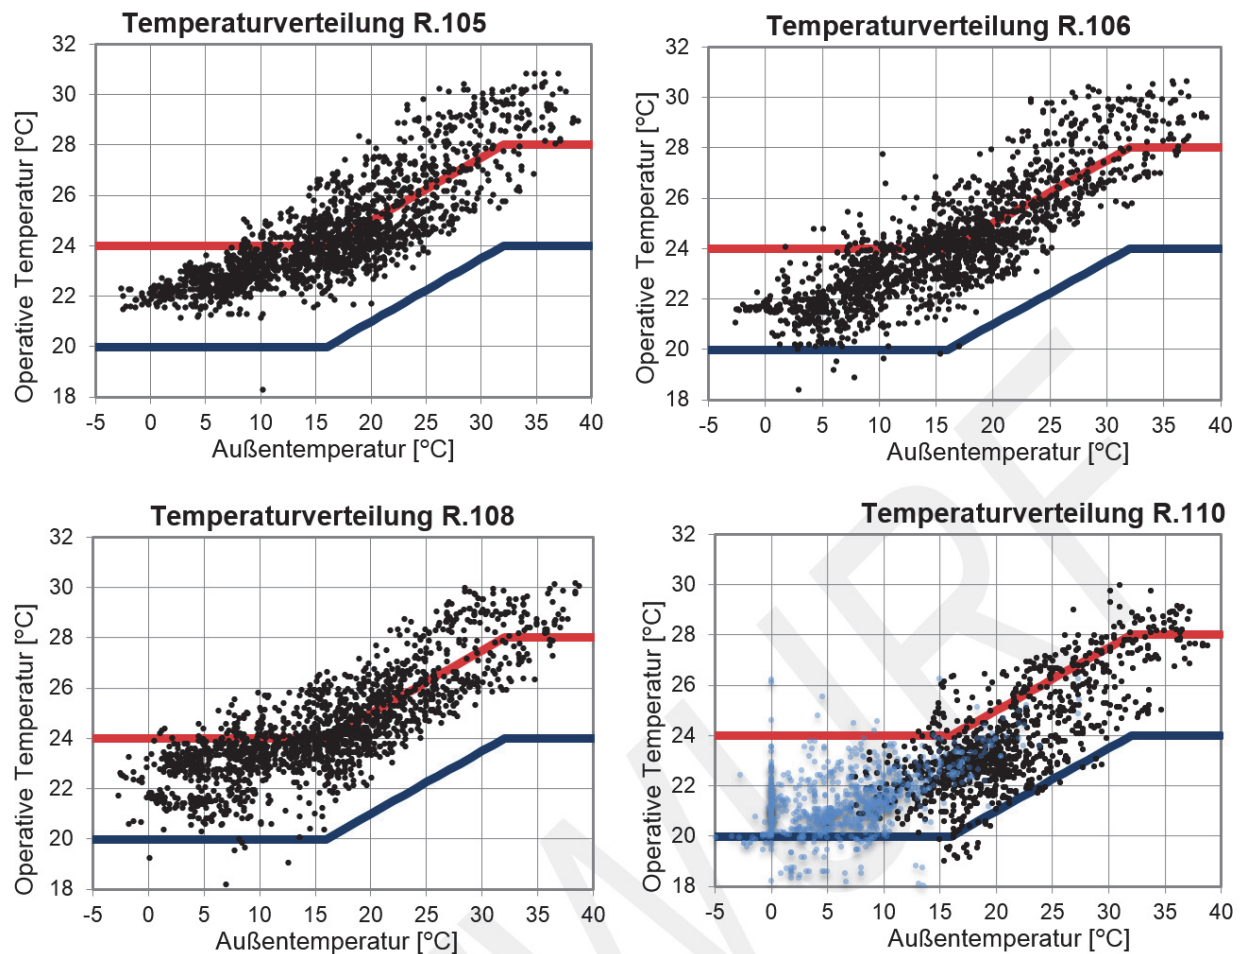 Temperaturverteilung R.105
Operative Temperatur [°C]
32
30
28
26
24
22
20
18
-5 0 5 10 15 20 25 30 35 40
Außentemperatur [°C]
Temperaturverteilung R.106
Operative Temperatur [°C]
32
30
28
26
24
22
20
18
-5 0 5 10 15 20 25 30 35 40
Außentemperatur [°C]
Temperaturverteilung R.108
Operative Temperatur [°C]
32
30
28
26
24
22
20
18
-5 0 5 10 15 20 25 30 35 40
Außentemperatur [°C]
Temperaturverteilung R.110
Operative Temperatur [°C]
32
30
28
26
24
22
20
18
-5 0 5 10 15 20 25 30 35 40
Außentemperatur [°C]
WURF